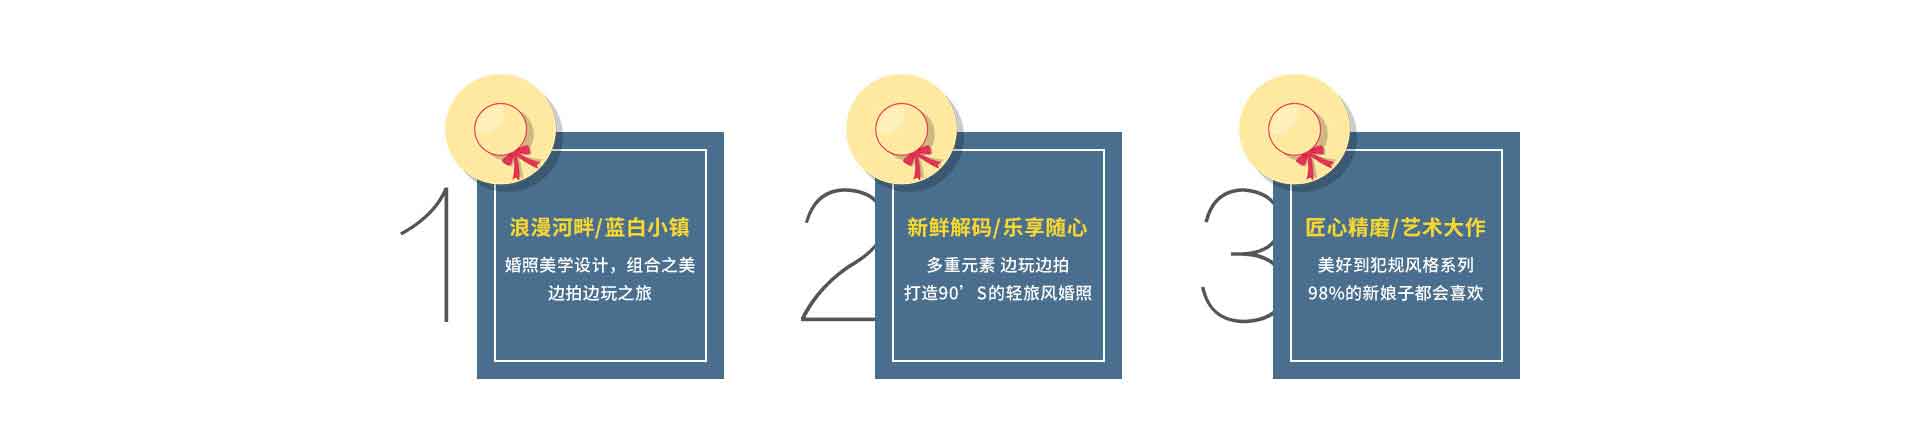 1
浪漫河畔/蓝白小镇
婚照美学设计，组合之美
边拍边玩之旅
2
新鲜解码/乐享随心
多重元素 边玩边拍
打造90’S的轻旅风婚照
3
匠心精磨/艺术大作
美好到犯规风格系列
98%的新娘子都会喜欢